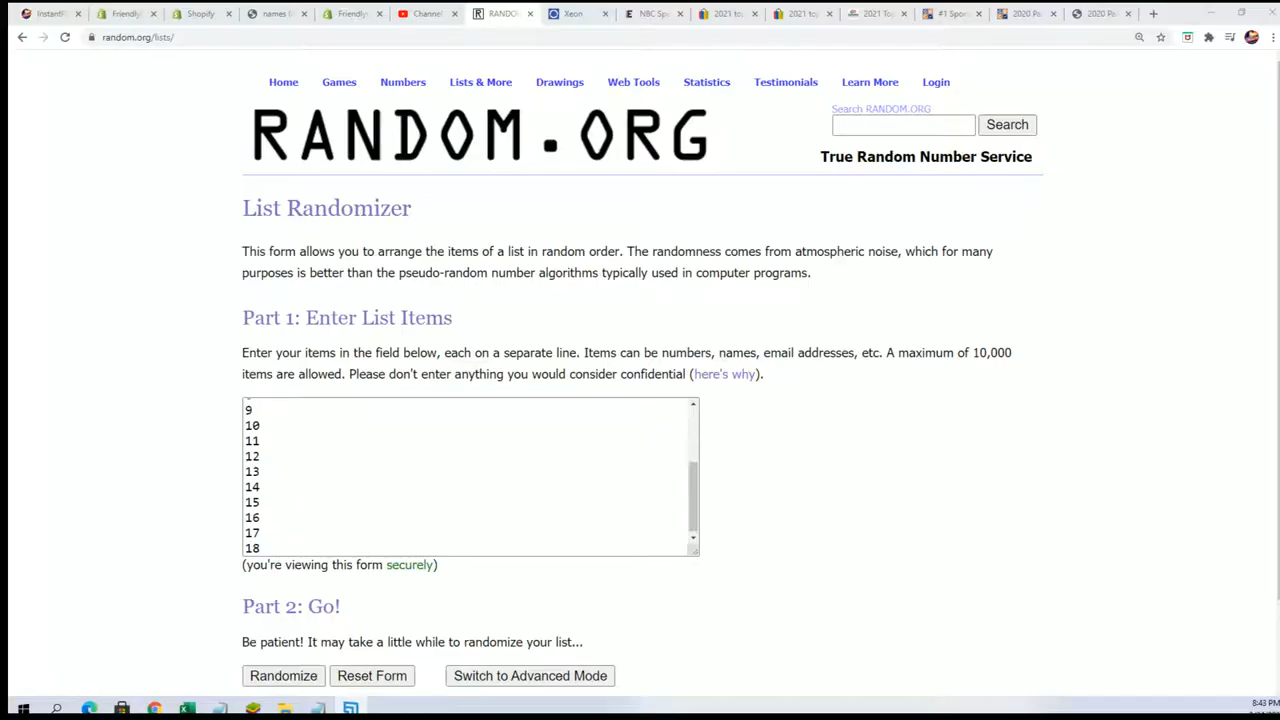 InstantPl
Friendly
Shopify
names f
Friendly
Channel
RANDO
Xeon
NBC Sp
2021 to
2021 to
2021 To
#1 Spor
2020 Pa
2020 Pa
random.org/lists/
Home Games Numbers Lists & More Drawings Web Tools Statistics Testimonials Learn More Login
RANDOM.ORG
Search RANDOM.ORG
Search
True Random Number Service
List Randomizer
This form allows you to arrange the items of a list in random order. The randomness comes from atmospheric noise, which for many
purposes is better than the pseudo-random number algorithms typically used in computer programs.
Part 1: Enter List Items
Enter your items in the field below, each on a separate line. Items can be numbers, names, email addresses, etc. A maximum of 10,000
items are allowed. Please don't enter anything you would consider confidential (here's why).
9
10
11
12
13
14
15
16
17
18
(you're viewing this form securely)
Part 2: Go!
Be patient! It may take a little while to randomize your list...
Randomize Reset Form Switch to Advanced Mode
8:43 PM